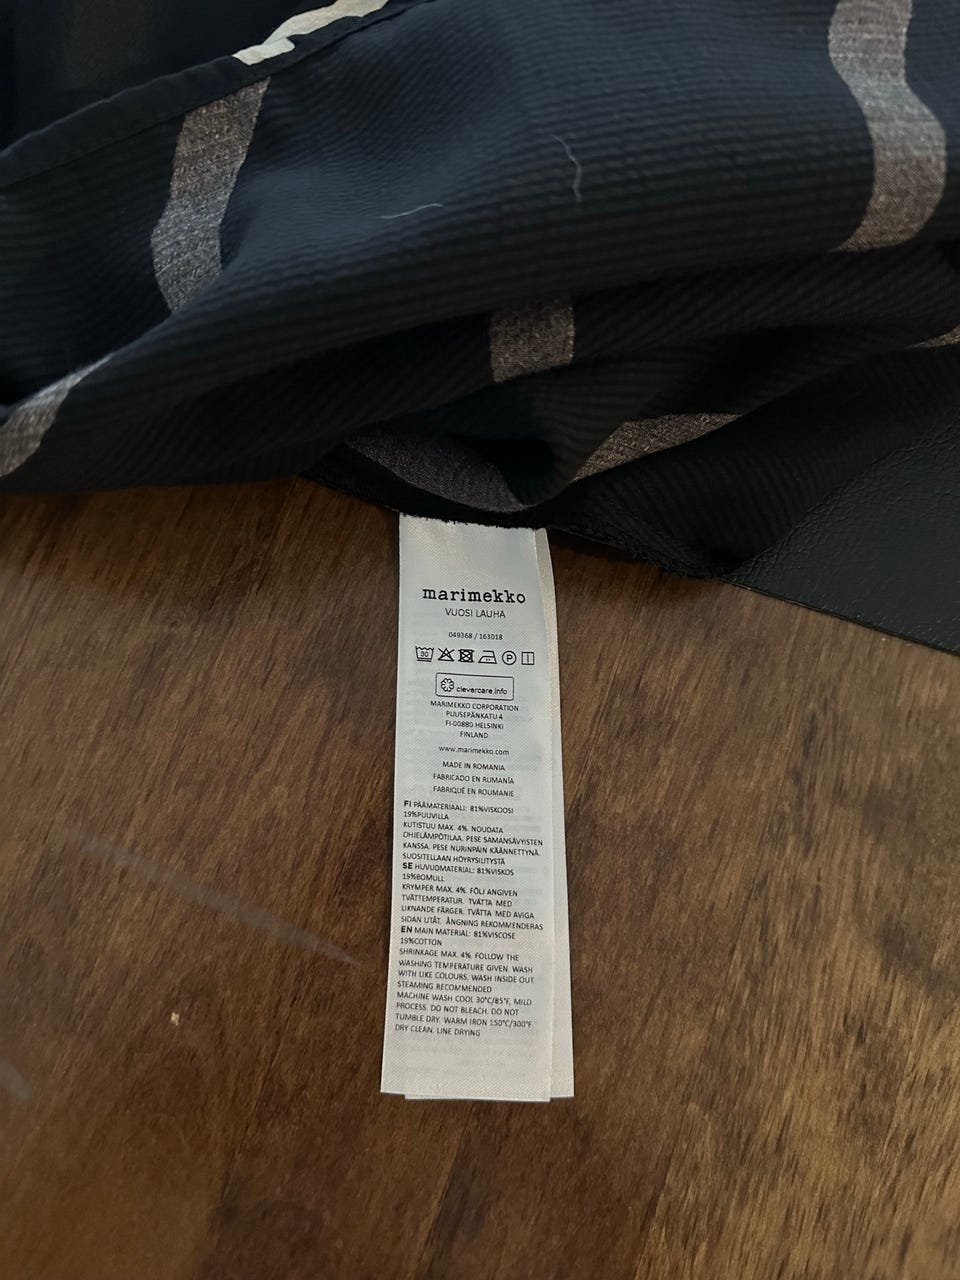 marimekko
VUOSI LAUHA
049368 / 163018
30
P
clevercare.info
MARIMEKKO CORPORATION
PUUSEPÄNKATU 4
FI-00880 HELSINKI
FINLAND
www.marimekko.com
MADE IN ROMANIA
FABRICADO EN RUMANÍA
FABRIQUÉ EN ROUMANIE
FI PÄÄMATERIAALI: 81%VISKOOSI
19%PUUVILLA
KUTISTUU MAX. 4%. NOUDATA
OHJELÄMPÖTILAA. PESE SAMANSÄVYISTEN
KANSSA. PESE NURINPÄIN KÄÄNNETTYNÄ.
SUOSITELLAAN HÖYRYSILITYSTÄ
SE HUVUDMATERIAL: 81%VISKOS
19%BOMULL
KRYMPER MAX. 4%. FÖLJ ANGIVEN
TVÄTTEMPERATUR. TVÄTTA MED
LIKNANDE FÄRGER. TVÄTTA MED AVIGA
SIDAN UTÅT. ÅNGNING REKOMMENDERAS
EN MAIN MATERIAL: 81%VISCOSE
19%COTTON
SHRINKAGE MAX. 4%. FOLLOW THE
WASHING TEMPERATURE GIVEN. WASH
WITH LIKE COLOURS. WASH INSIDE OUT.
STEAMING RECOMMENDED
MACHINE WASH COOL 30°C/85°F, MILD
PROCESS. DO NOT BLEACH. DO NOT
TUMBLE DRY. WARM IRON 150°C/300°F
DRY CLEAN. LINE DRYING